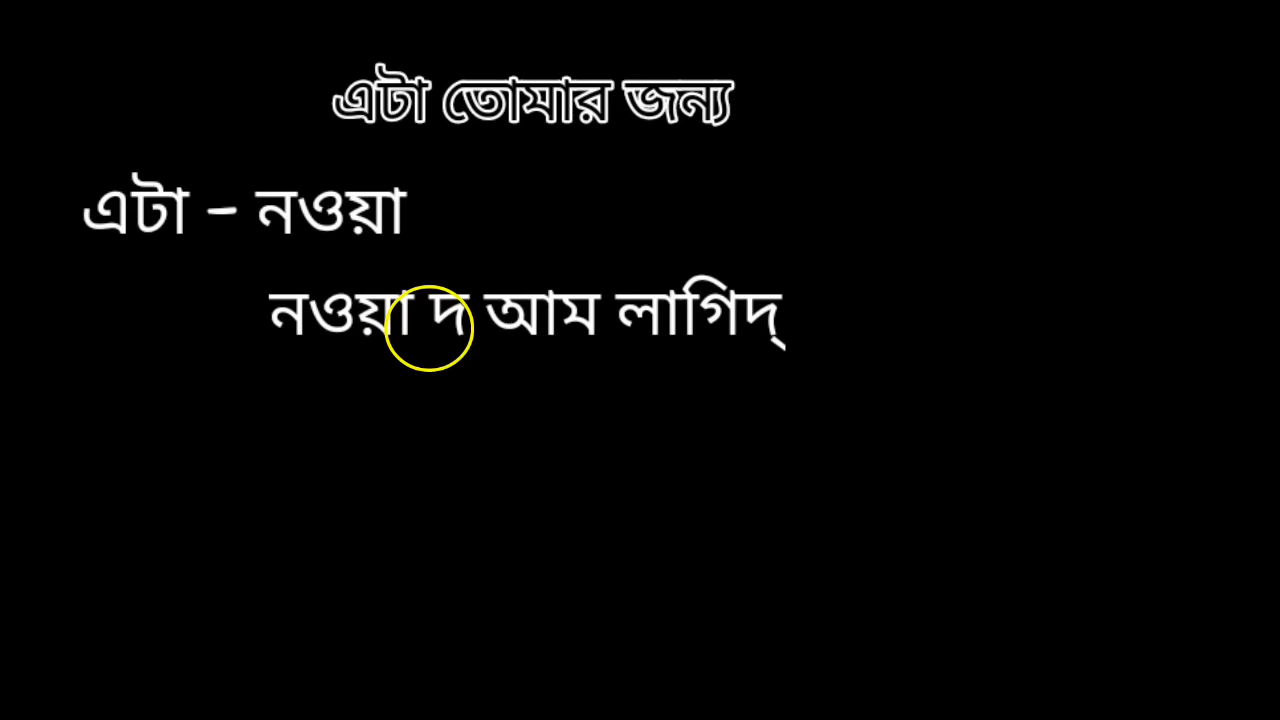 এটা তোমার জন্য
এটা - নওয়া
নওয়া দ আম লাগিদ্